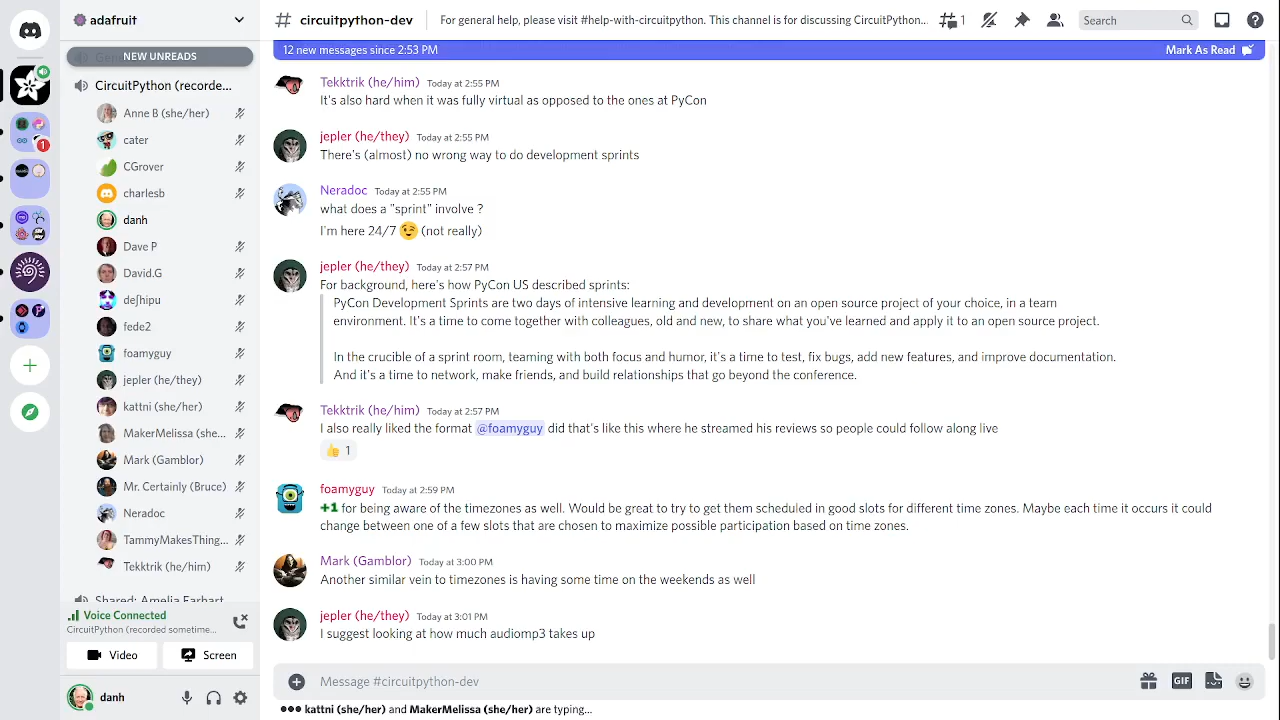 adafruit
# circuitpython-dev
For general help, please visit #help-with-circuitpython. This channel is for discussing CircuitPython...
1
Search
NEW UNREADS
12 new messages since 2:53 PM
Mark As Read
CircuitPython (recorde...
Anne B (she/her)
cater
CGrover
charlesb
danh
Dave P
David.G
de∫hipu
fede2
foamyguy
jepler (he/they)
kattni (she/her)
MakerMelissa (she...
Mark (Gamblor)
Mr. Certainly (Bruce)
Neradoc
TammyMakesThing...
Tekktrik (he/him)
Shared: Amelia Earhart
Voice Connected
CircuitPython (recorded sometime...
Video
Screen
danh
1
Tekktrik (he/him) Today at 2:55 PM
It's also hard when it was fully virtual as opposed to the ones at PyCon
jepler (he/they) Today at 2:55 PM
There's (almost) no wrong way to do development sprints
Neradoc Today at 2:55 PM
what does a "sprint" involve ?
I'm here 24/7 😉 (not really)
jepler (he/they) Today at 2:57 PM
For background, here's how PyCon US described sprints:
PyCon Development Sprints are two days of intensive learning and development on an open source project of your choice, in a team
environment. It's a time to come together with colleagues, old and new, to share what you've learned and apply it to an open source project.
In the crucible of a sprint room, teaming with both focus and humor, it's time to test, fix bugs, add new features, and improve documentation.
And it's a time to network, make friends, and build relationships that go beyond the conference.
Tekktrik (he/him) Today at 2:57 PM
I also really liked the format @foamyguy did that's like this where he streamed his reviews so people could follow along live
👍 1
foamyguy Today at 2:59 PM
+1 for being aware of the timezones as well. Would be great to try to get them scheduled in good slots for different time zones. Maybe each time it occurs it could
change between one of a few slots that are chosen to maximize possible participation based on time zones.
Mark (Gamblor) Today at 3:00 PM
Another similar vein to timezones is having some time on the weekends as well
jepler (he/they) Today at 3:01 PM
I suggest looking at how much audiomp3 takes up
Message #circuitpython-dev
GIF
kattni (she/her) and MakerMelissa (she/her) are typing...